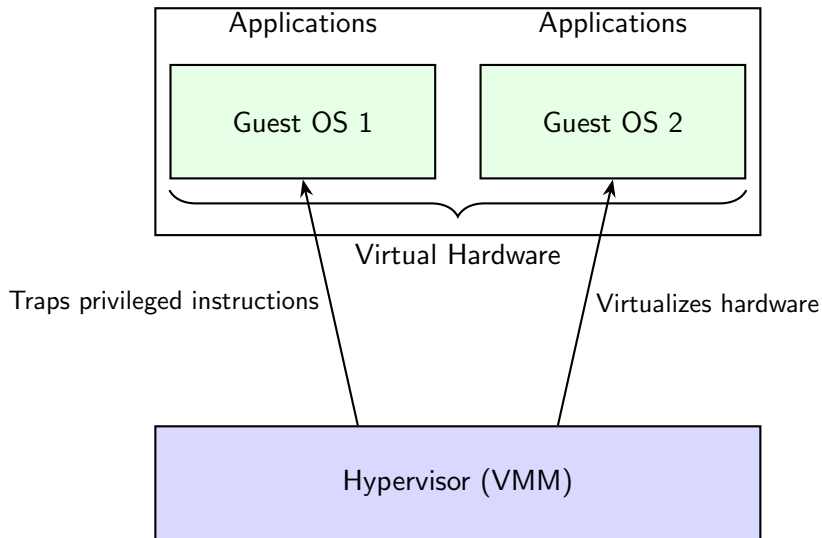 Applications
Applications
Guest OS 1
Guest OS 2
Virtual Hardware
Traps privileged instructions
Virtualizes hardware
Hypervisor (VMM)